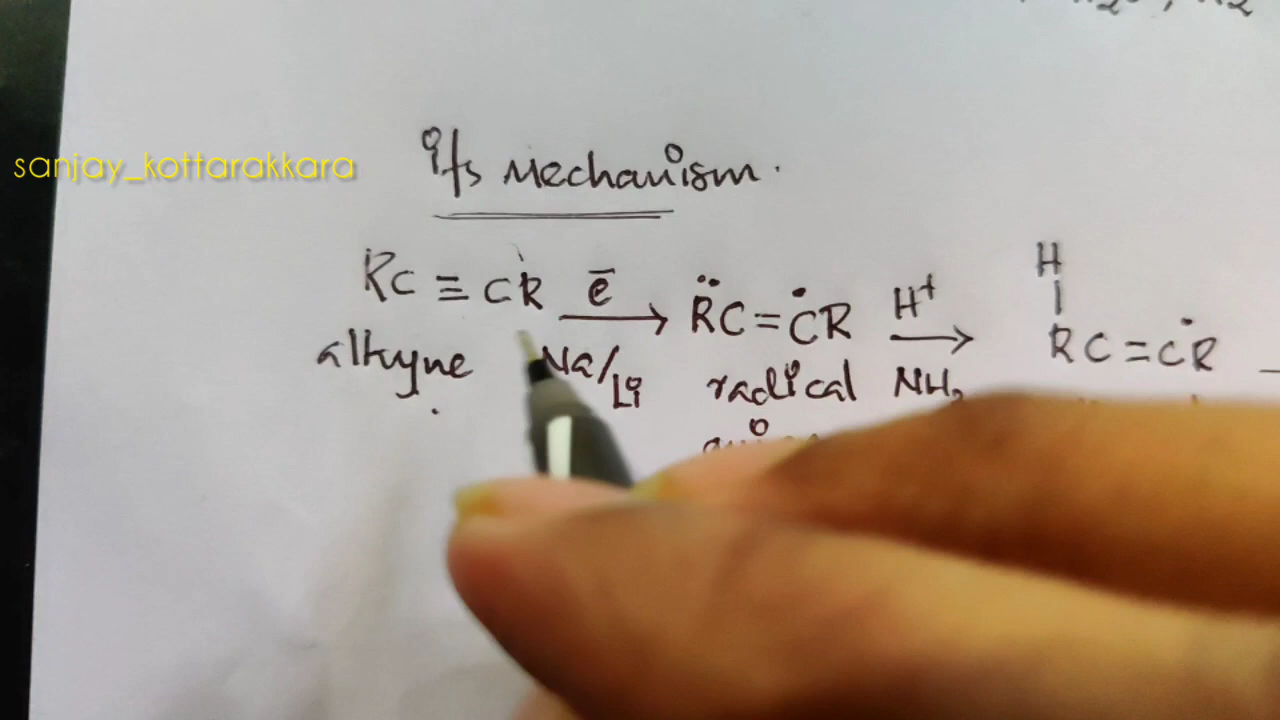 sanjay_kottarakkara
its Mechanism.
RC ≡ CR e̅ → R̈C = ĊR H⁺ → H
Na/Li NH₃ RC = ĊR
alkyne radical